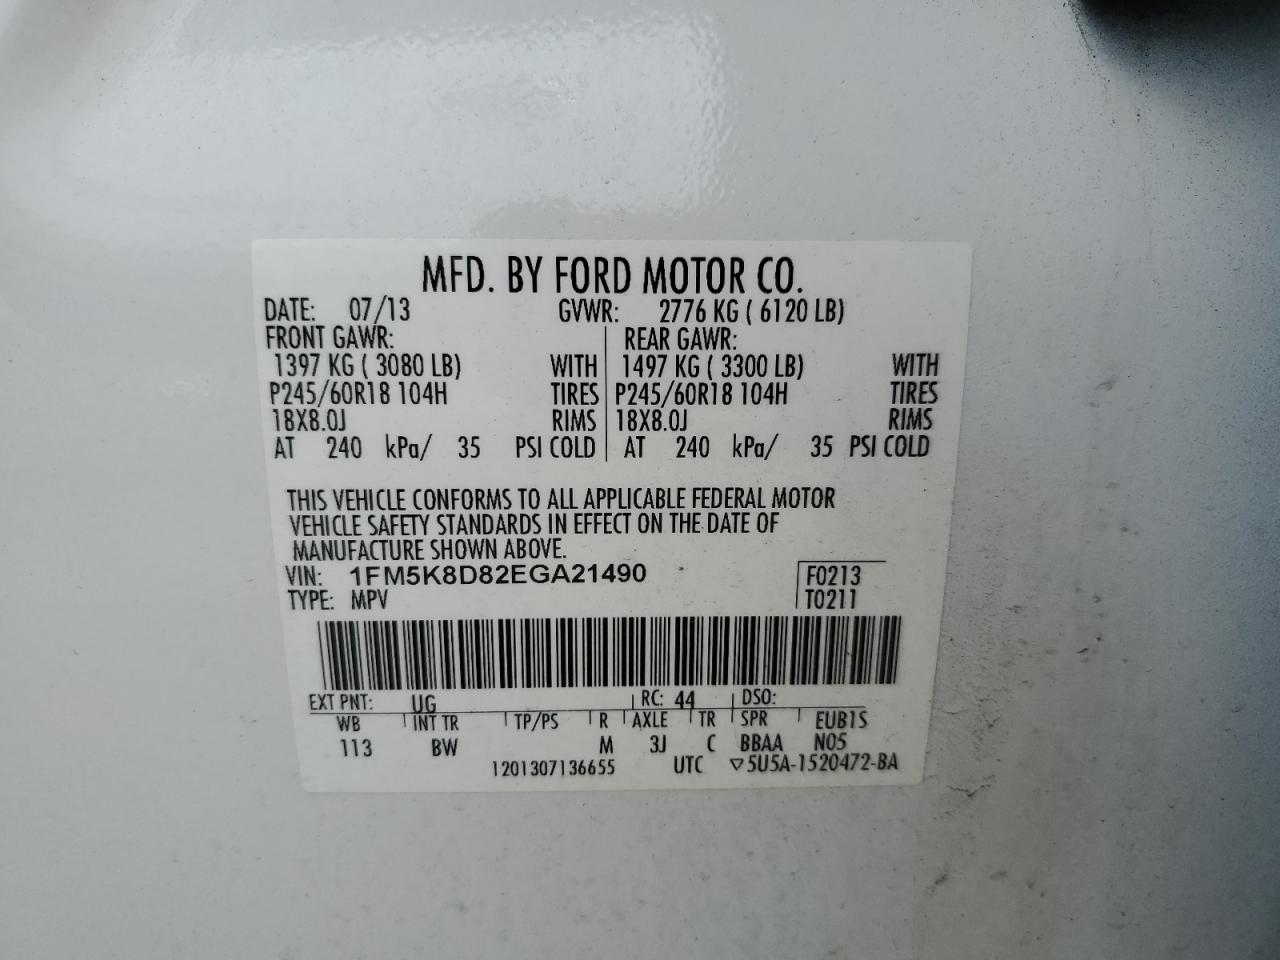 MFD. BY FORD MOTOR CO.
DATE: 07/13 GVWR: 2776 KG ( 6120 LB)
FRONT GAWR: REAR GAWR:
1397 KG ( 3080 LB) WITH 1497 KG ( 3300 LB) WITH
P245/60R18 104H TIRES P245/60R18 104H TIRES
18X8.0J RIMS 18X8.0J RIMS
AT 240 kPa/ 35 PSI COLD AT 240 kPa/ 35 PSI COLD
THIS VEHICLE CONFORMS TO ALL APPLICABLE FEDERAL MOTOR
VEHICLE SAFETY STANDARDS IN EFFECT ON THE DATE OF
MANUFACTURE SHOWN ABOVE.
VIN: 1FM5K8D82EGA21490 F0213
TYPE: MPV T0211
EXT PNT: UG RC: 44 DSO:
WB INT TR TP/PS R AXLE TR SPR EUB1S
113 BW M 3J C BBAA N05
1201307136655 UTC ▽5U5A-1520472-BA